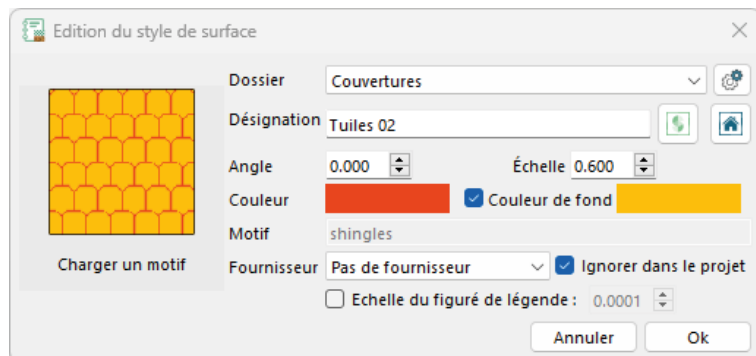 Edition du style de surface
Dossier Couvertures
Désignation Tuiles 02
Angle 0.000 Échelle 0.600
Couleur Couleur de fond
Motif shingles
Charger un motif
Fournisseur Pas de fournisseur Ignorer dans le projet
Echelle du figuré de légende : 0.0001
Annuler Ok